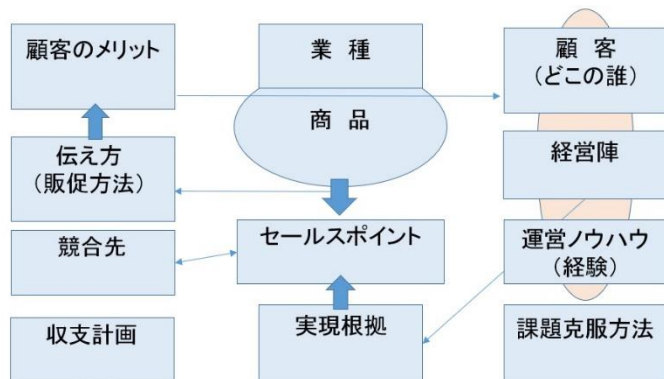 顧客のメリット
業 種
顧 客
(どこの誰)
商 品
伝え方
(販促方法)
経営陣
競合先
セールスポイント
運営ノウハウ
(経験)
収支計画
実現根拠
課題克服方法